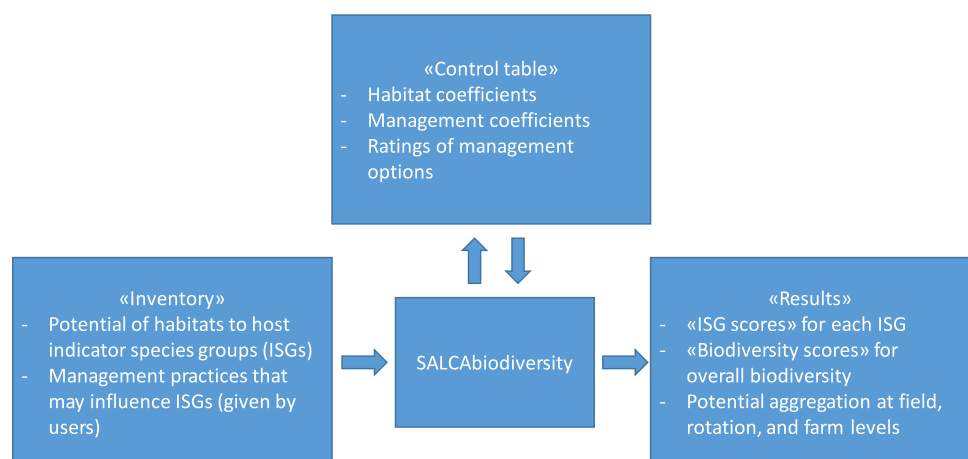 «Control table»
- Habitat coefficients
- Management coefficients
- Ratings of management
options
«Inventory»
- Potential of habitats to host
indicator species groups (ISGs)
- Management practices that
may influence ISGs (given by
users)
SALCAbiodiversity
«Results»
- «ISG scores» for each ISG
- «Biodiversity scores» for
overall biodiversity
- Potential aggregation at field,
rotation, and farm levels